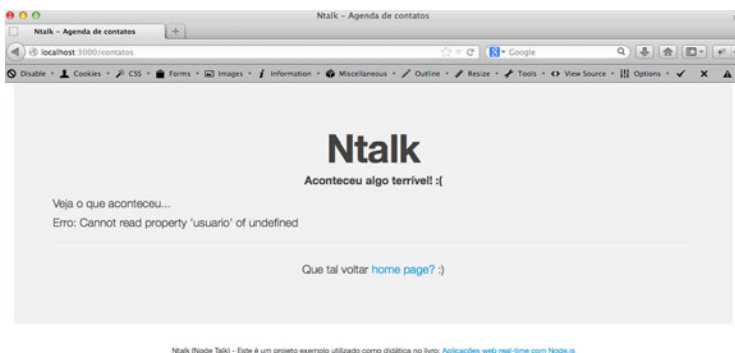 Ntalk – Agenda de contatos
Ntalk – Agenda de contatos +
localhost:3000/contatos Google
Disable Cookies CSS Forms Images Information Miscellaneous Outline Resize Tools View Source Options
Ntalk
Aconteceu algo terrível! :(
Veja o que aconteceu...
Erro: Cannot read property 'usuario' of undefined
Que tal voltar home page? :)
Ntalk (Node Talk) - Este é um projeto exemplo utilizado como didática no livro: Aplicações web real-time com Node.js